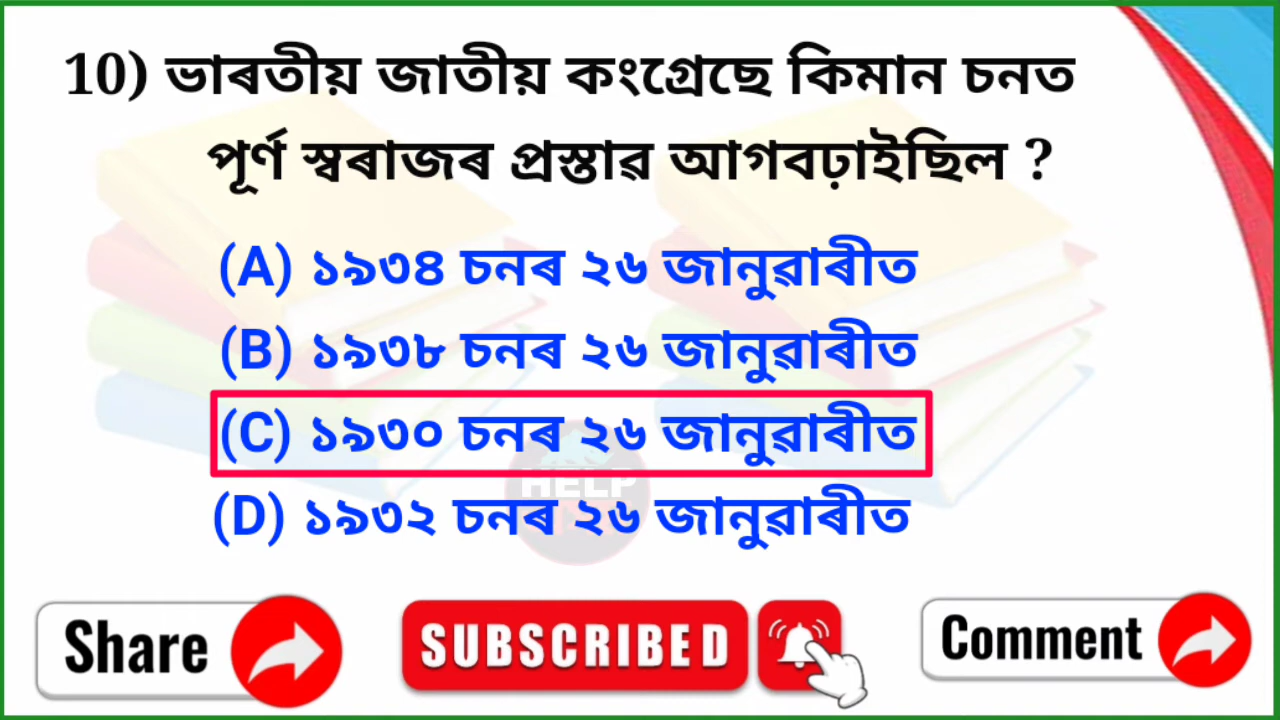 10) ভাৰতীয় জাতীয় কংগ্ৰেছে কিমান চনত
পূৰ্ণ স্বৰাজৰ প্ৰস্তাৱ আগবঢ়াইছিল ?
(A) ১৯৩৪ চনৰ ২৬ জানুৱাৰীত
(B) ১৯৩৮ চনৰ ২৬ জানুৱাৰীত
(C) ১৯৩০ চনৰ ২৬ জানুৱাৰীত
HELP
(D) ১৯৩২ চনৰ ২৬ জানুৱাৰীত
Share
SUBSCRIBED
Comment